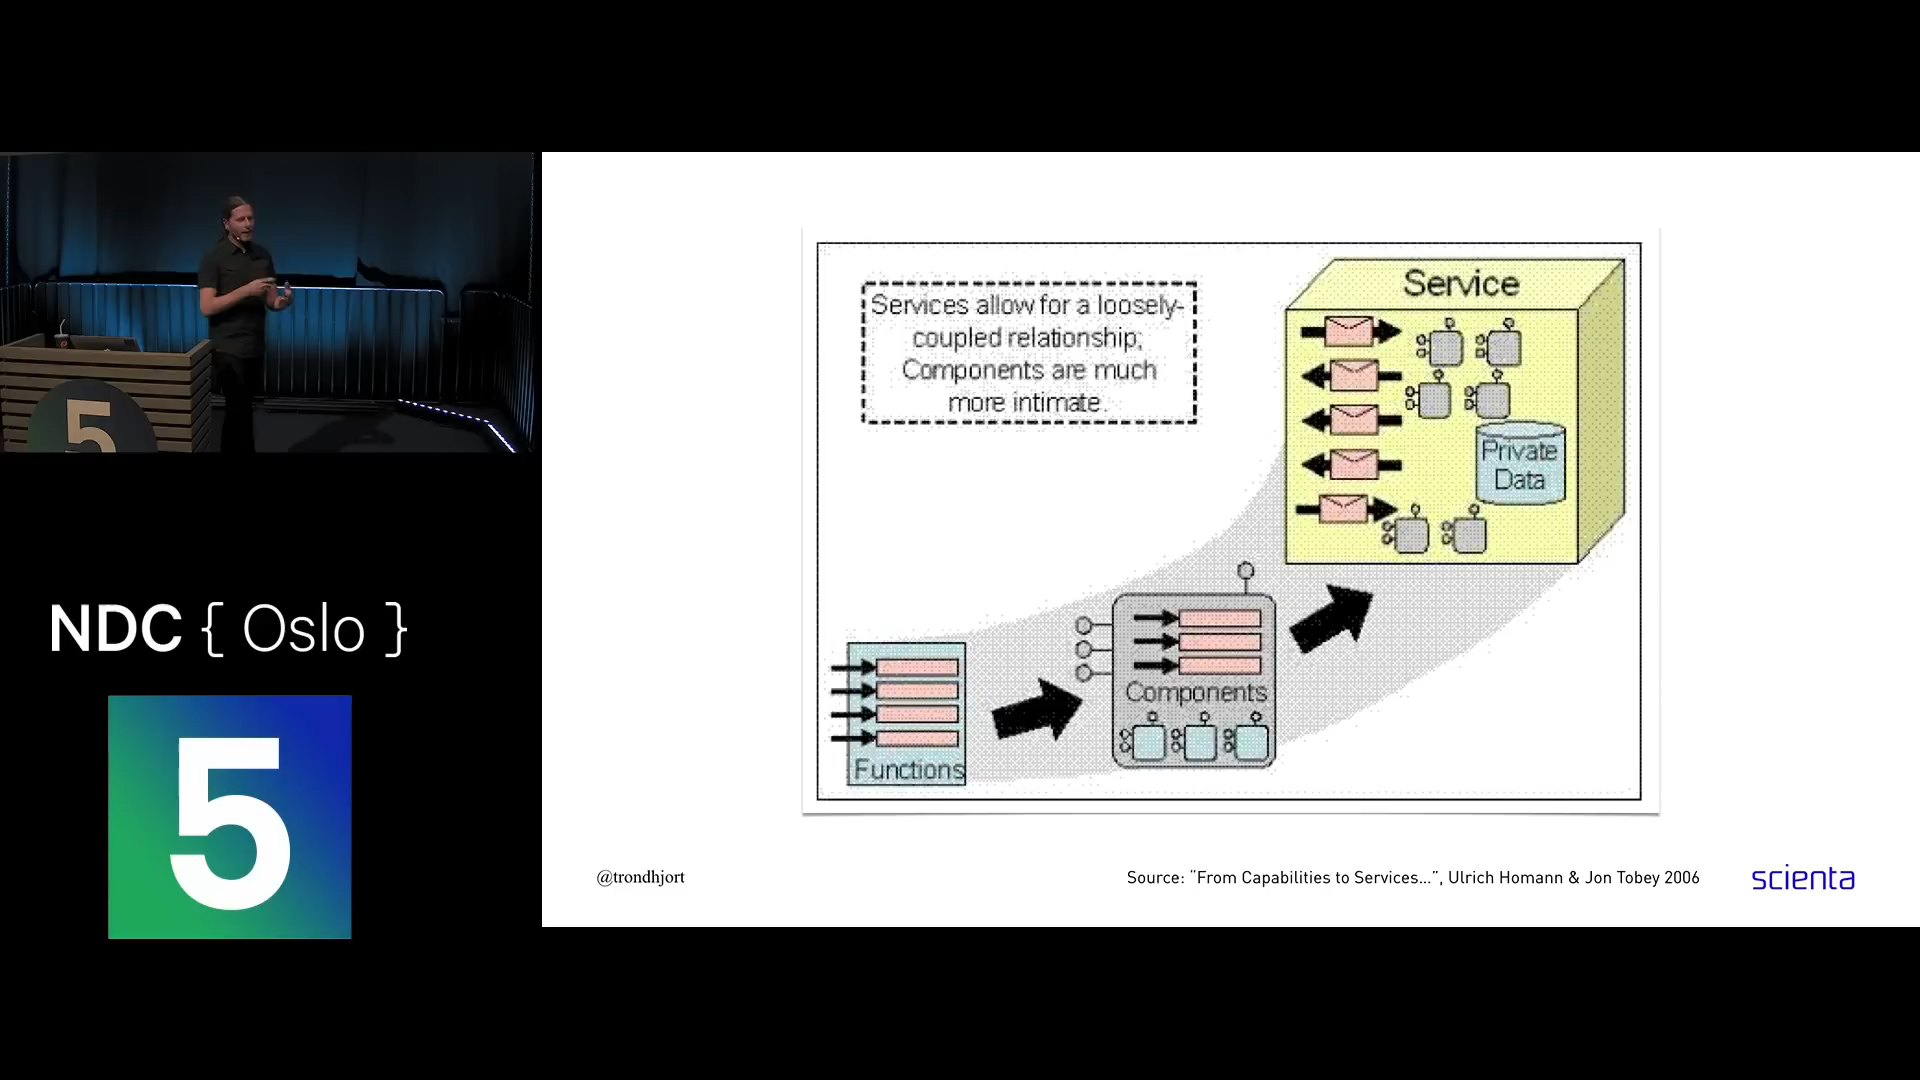 5
NDC { Oslo }
5
Services allow for a loosely-
coupled relationship;
Components are much
more intimate.
Service
Private
Data
Components
Functions
@trondhjort
Source: “From Capabilities to Services...”, Ulrich Homann & Jon Tobey 2006
scienta